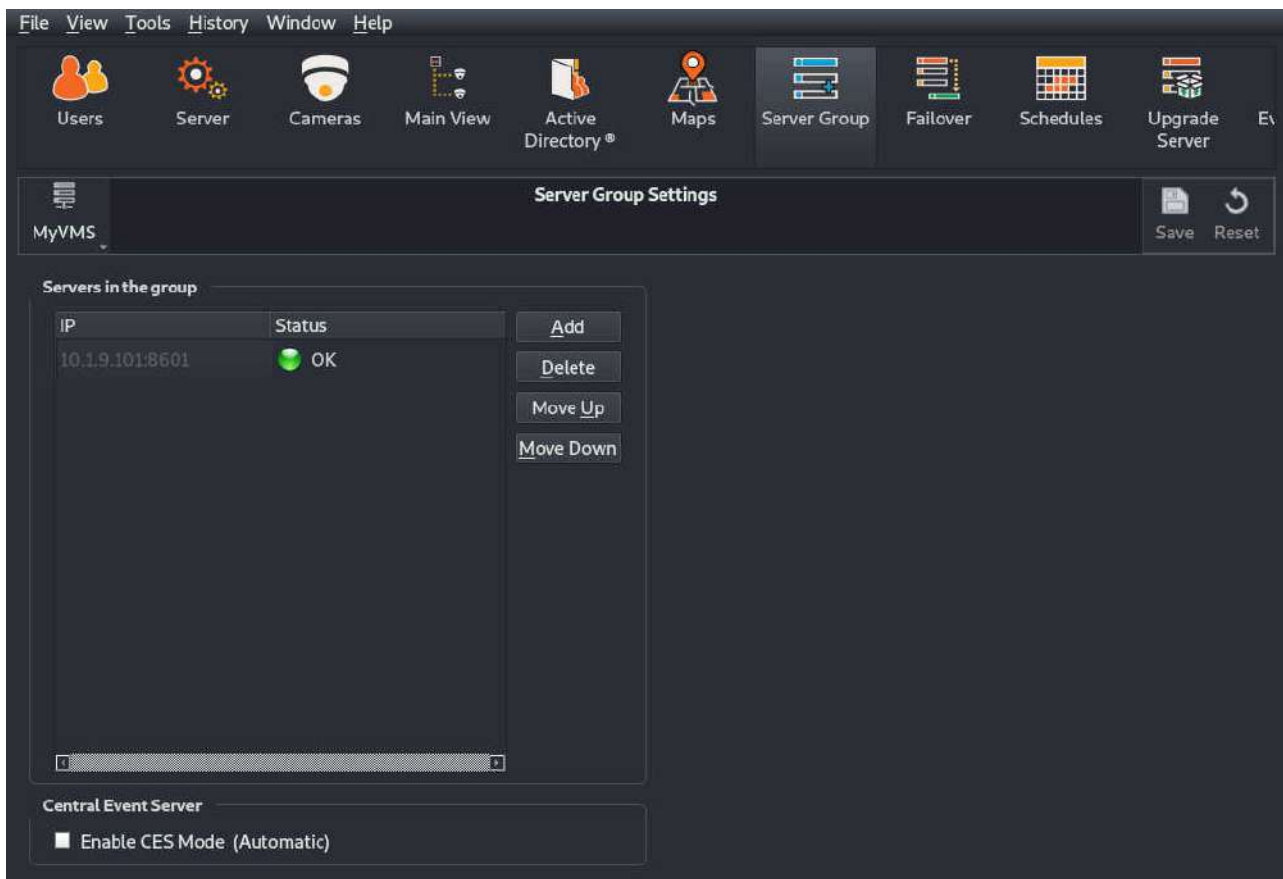 File View Tools History Window Help
Users Server Cameras Main View Active Directory® Maps Server Group Failover Schedules Upgrade Server Ev
MyVMS Server Group Settings Save Reset
Servers in the group
IP Status Add
10.1.9.101:8601 OK Delete
Move Up
Move Down
Central Event Server
Enable CES Mode (Automatic)